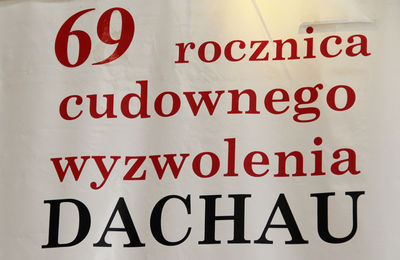 69 rocznica
cudownego
wyzwolenia
DACHAU